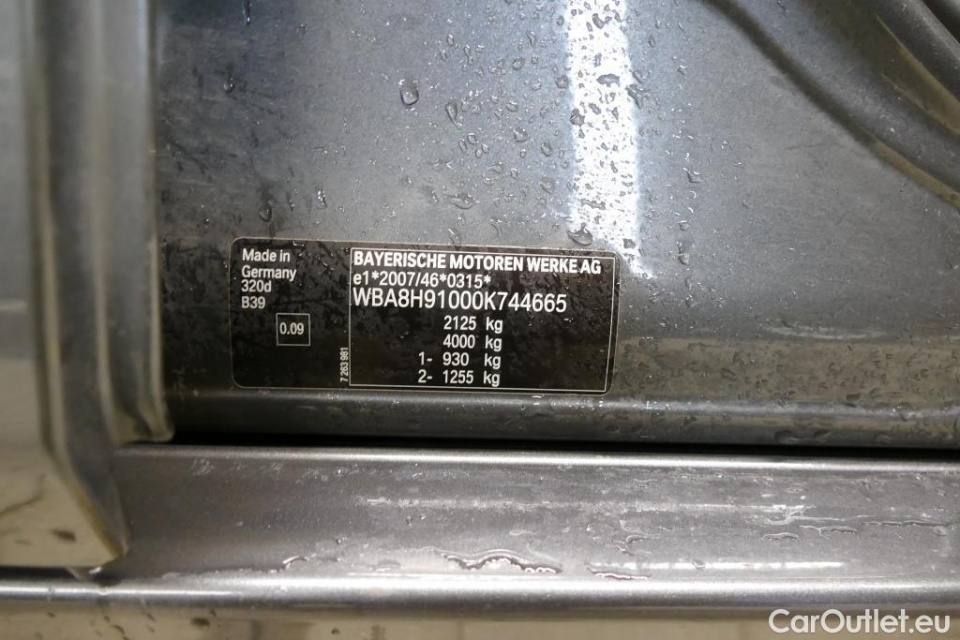 Made in
Germany
320d
B39
0.09
7 263 981
BAYERISCHE MOTOREN WERKE AG
e1*2007/46*0315*
WBA8H91000K744665
2125 kg
4000 kg
1- 930 kg
2- 1255 kg
CarOutlet.eu